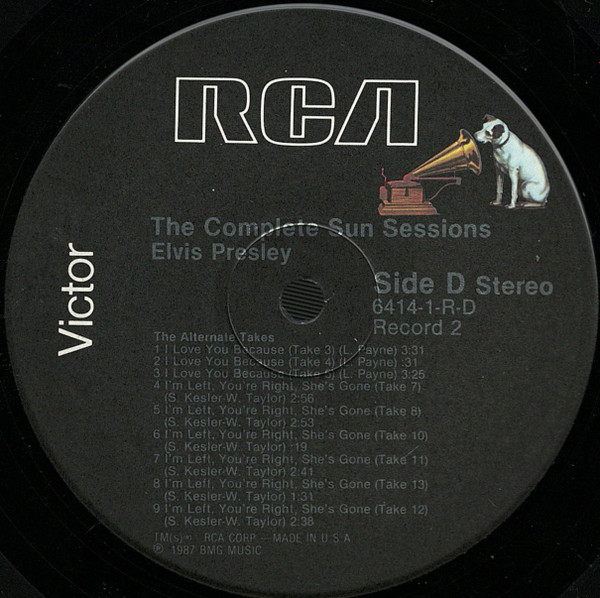 RCA
Victor
The Complete Sun Sessions
Elvis Presley
Side D Stereo
6414-1-R-D
Record 2
The Alternate Takes
1 I Love You Because (Take 3) (L. Payne) 3:31
2 I Love You Because (Take 4) (L. Payne) :31
3 I Love You Because (Take 5) (L. Payne) 3:25
4 I'm Left, You're Right, She's Gone (Take 7)
(S. Kesler-W. Taylor) 2:56
5 I'm Left, You're Right, She's Gone (Take 8)
(S. Kesler-W. Taylor) 2:53
6 I'm Left, You're Right, She's Gone (Take 10)
(S. Kesler-W. Taylor) :19
7 I'm Left, You're Right, She's Gone (Take 11)
(S. Kesler-W. Taylor) 2:41
8 I'm Left, You're Right, She's Gone (Take 13)
(S. Kesler-W. Taylor) 1:31
9 I'm Left, You're Right, She's Gone (Take 12)
(S. Kesler-W. Taylor) 2:38
TM(s)® RCA CORP.—MADE IN U.S.A.
℗ 1987 BMG MUSIC